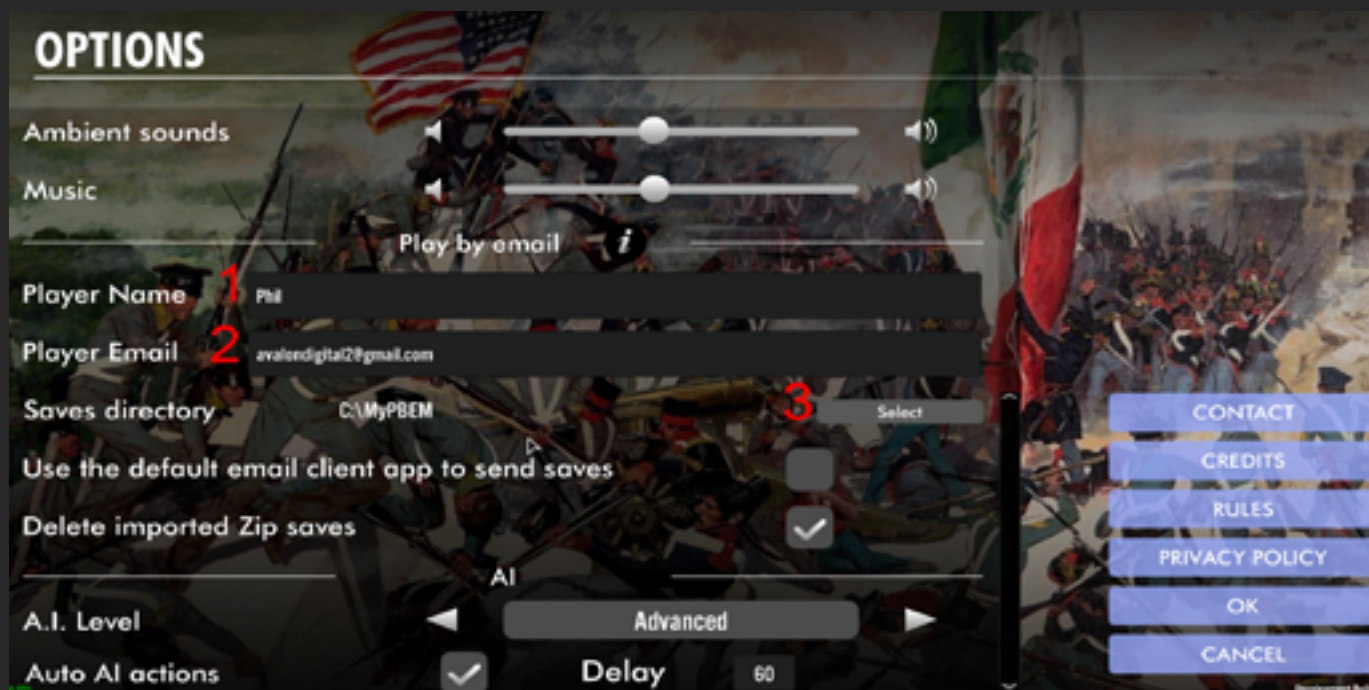 OPTIONS
Ambient sounds
Music
Play by email i
Player Name 1 Phil
Player Email 2 avalondigital2@gmail.com
Saves directory C:\MyPBEM 3 Select
Use the default email client app to send saves
Delete imported Zip saves
AI
A.I. Level Advanced
Auto AI actions Delay 60
CONTACT
CREDITS
RULES
PRIVACY POLICY
OK
CANCEL